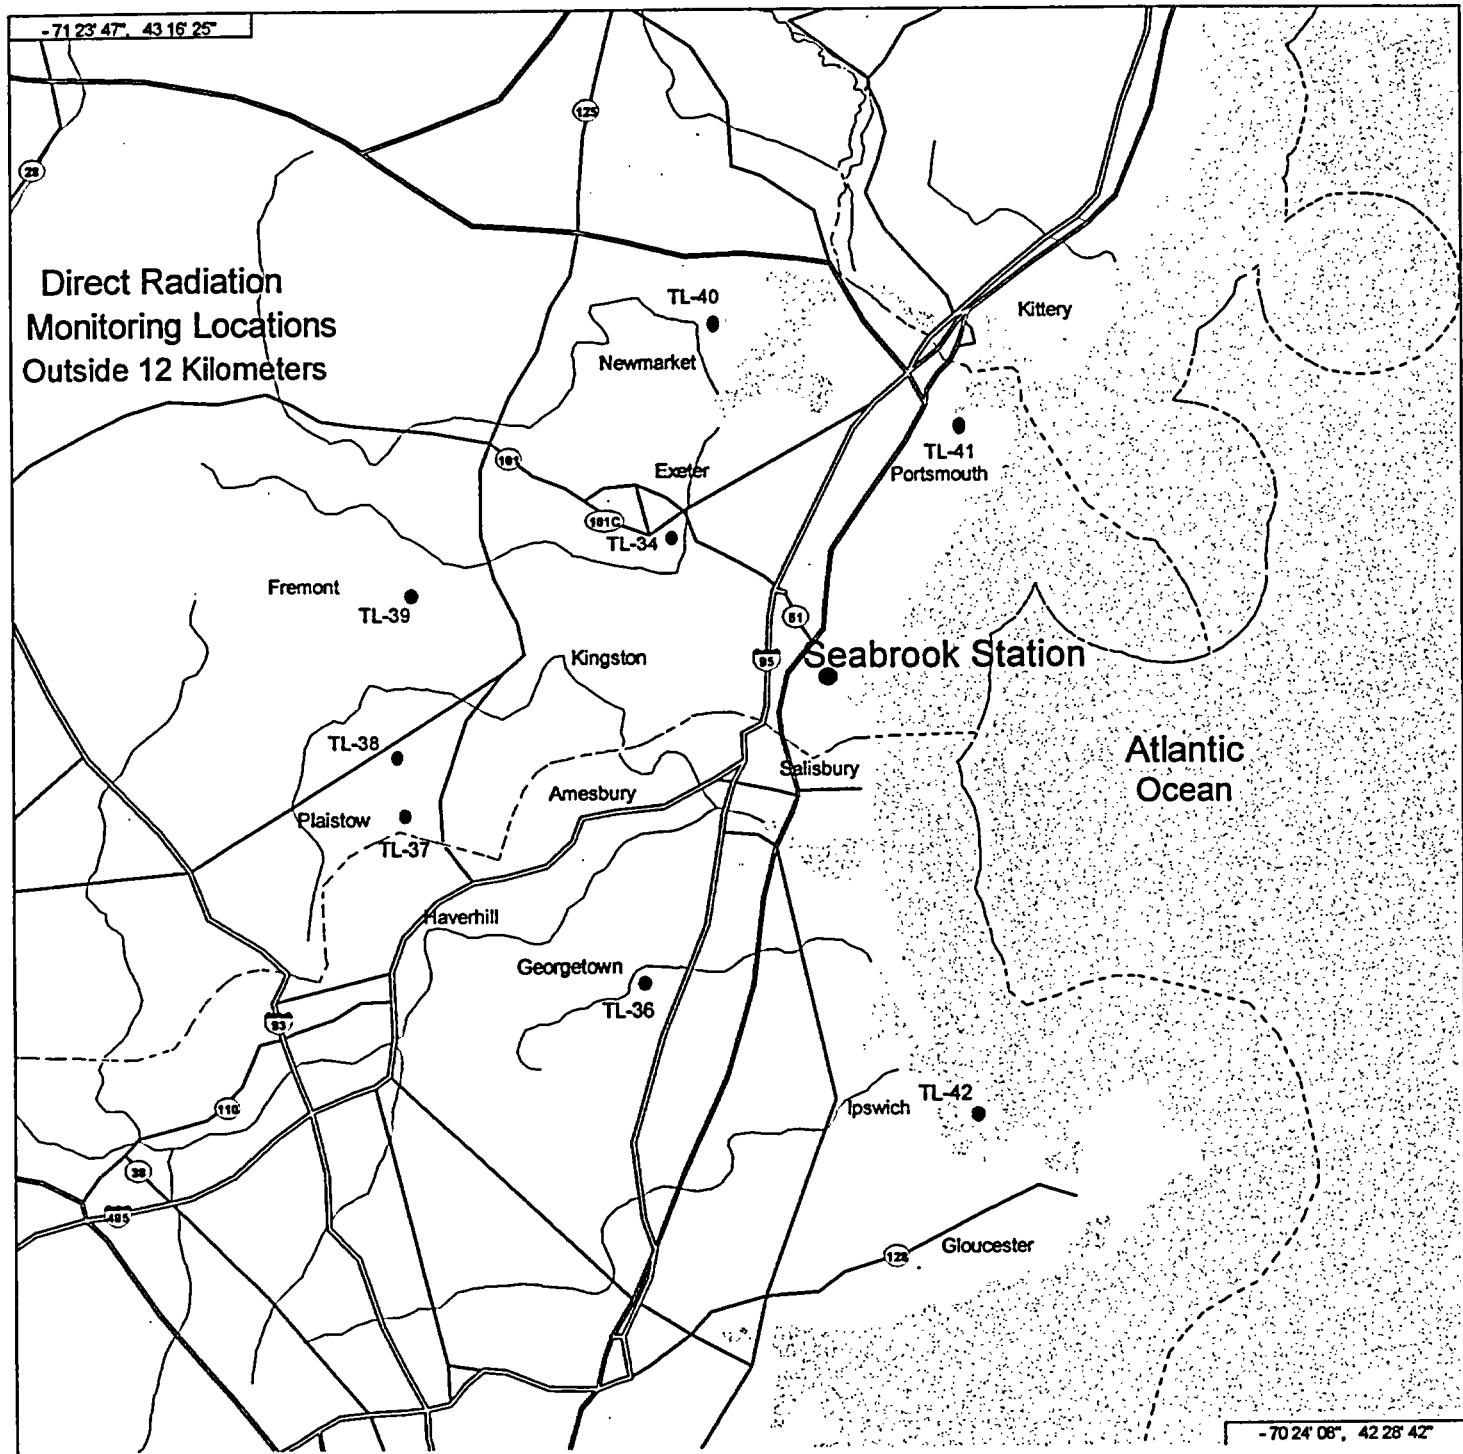 -71 23' 47", 43 16' 25"
125
28
Direct Radiation
Monitoring Locations
Outside 12 Kilometers
TL-40
Kittery
Newmarket
TL-41
Portsmouth
101
Exeter
101C
TL-34
Fremont
TL-39
51
Kingston
95
Seabrook Station
TL-38
Atlantic
Ocean
Salisbury
Amesbury
Plaistow
TL-37
Haverhill
Georgetown
TL-36
93
110
Ipswich
TL-42
38
495
128
Gloucester
-70 24' 08", 42 28' 42"